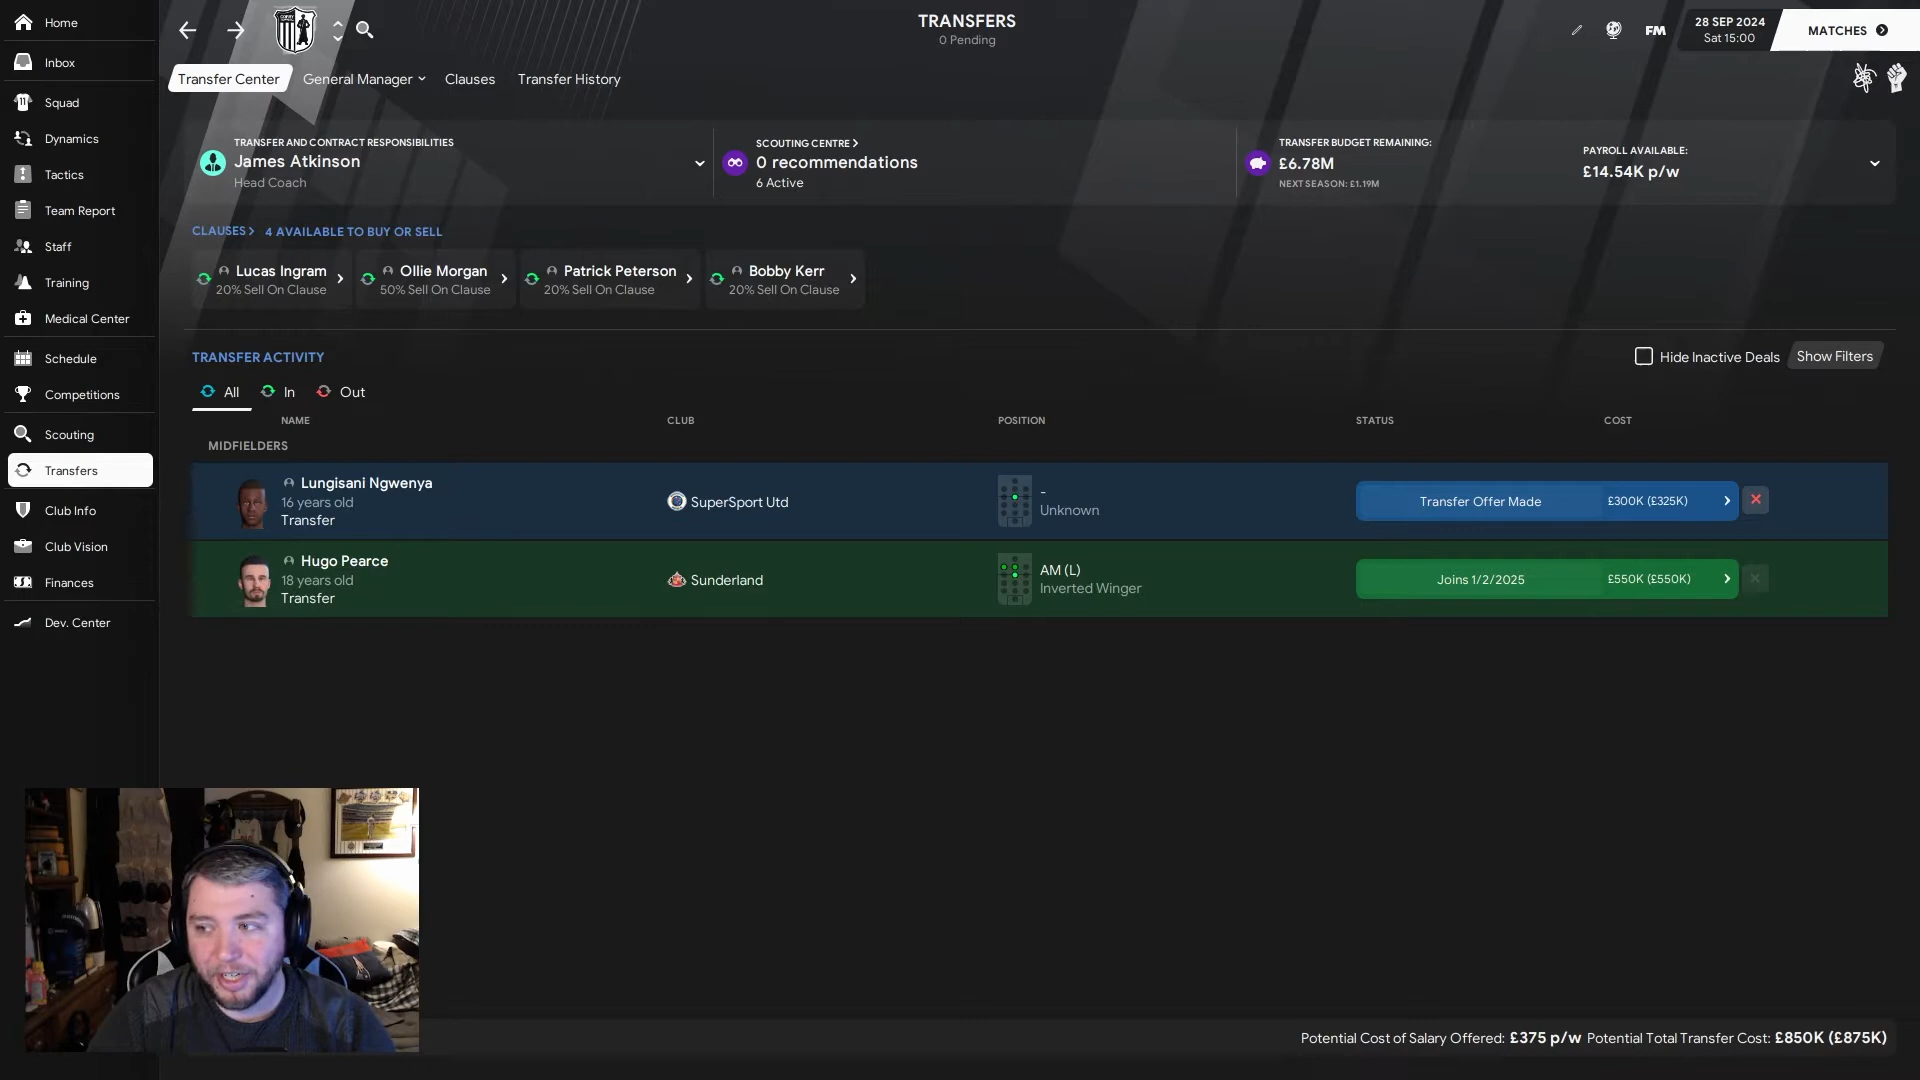 Home
Inbox
Squad
Dynamics
Tactics
Team Report
Staff
Training
Medical Center
Schedule
Competitions
Scouting
Transfers
Club Info
Club Vision
Finances
Dev. Center
TRANSFERS
0 Pending
FM
28 SEP 2024
Sat 15:00
MATCHES
Transfer Center
General Manager
Clauses
Transfer History
TRANSFER AND CONTRACT RESPONSIBILITIES
James Atkinson
Head Coach
SCOUTING CENTRE
0 recommendations
6 Active
TRANSFER BUDGET REMAINING:
£6.78M
NEXT SEASON: £1.19M
PAYROLL AVAILABLE:
£14.54K p/w
CLAUSES 4 AVAILABLE TO BUY OR SELL
Lucas Ingram
20% Sell On Clause
Ollie Morgan
50% Sell On Clause
Patrick Peterson
20% Sell On Clause
Bobby Kerr
20% Sell On Clause
TRANSFER ACTIVITY
Hide Inactive Deals
Show Filters
All In Out
NAME CLUB POSITION STATUS COST
MIDFIELDERS
Lungisani Ngwenya
16 years old
Transfer
SuperSport Utd
-
Unknown
Transfer Offer Made
£300K (£325K)
Hugo Pearce
18 years old
Transfer
Sunderland
AM (L)
Inverted Winger
Joins 1/2/2025
£550K (£550K)
Potential Cost of Salary Offered: £375 p/w Potential Total Transfer Cost: £850K (£875K)